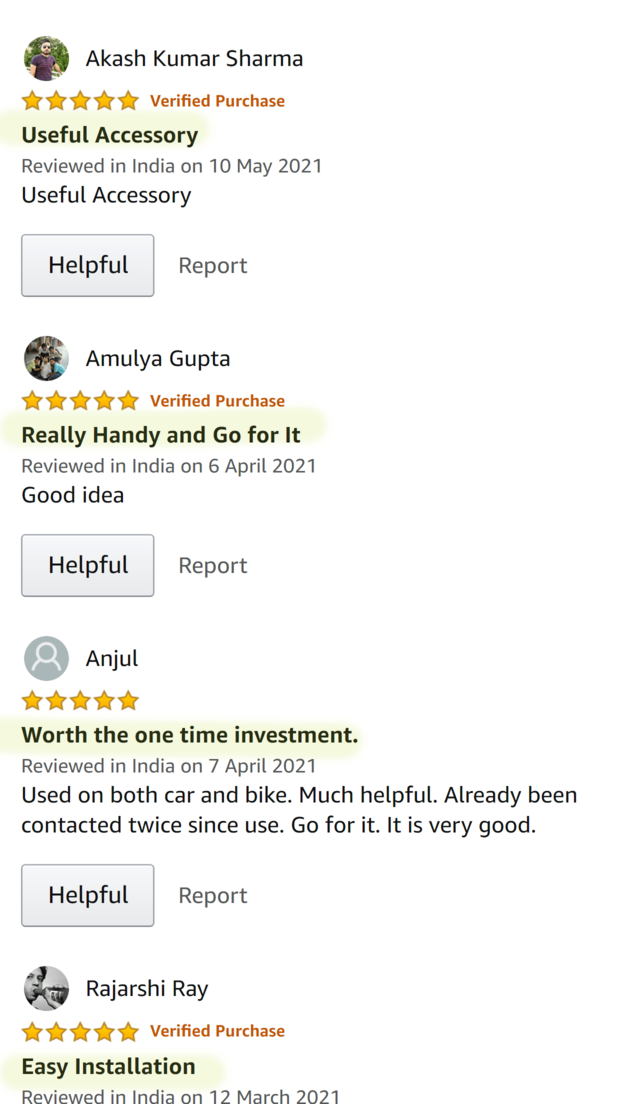 Akash Kumar Sharma
Verified Purchase
Useful Accessory
Reviewed in India on 10 May 2021
Useful Accessory
Helpful Report
Amulya Gupta
Verified Purchase
Really Handy and Go for It
Reviewed in India on 6 April 2021
Good idea
Helpful Report
Anjul
Worth the one time investment.
Reviewed in India on 7 April 2021
Used on both car and bike. Much helpful. Already been
contacted twice since use. Go for it. It is very good.
Helpful Report
Rajarshi Ray
Verified Purchase
Easy Installation
Reviewed in India on 12 March 2021